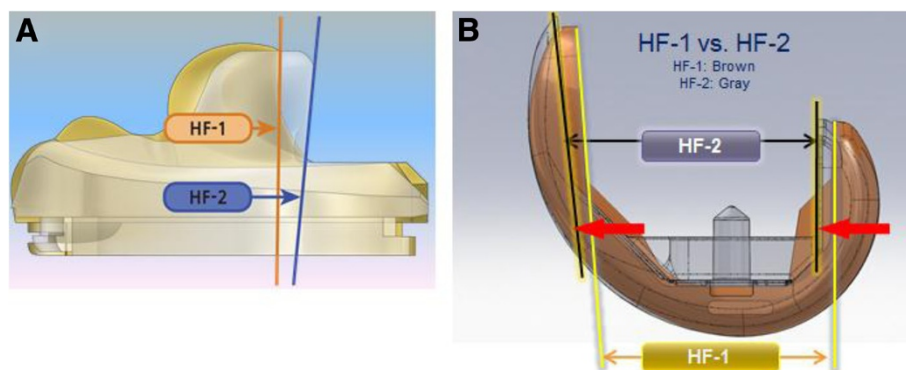 A
HF-1
HF-2
B
HF-1 vs. HF-2
HF-1: Brown
HF-2: Gray
HF-2
HF-1